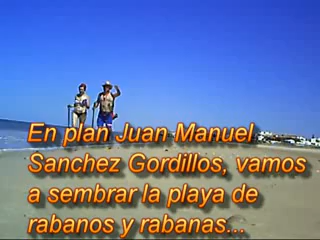 En plan Juan Manuel
Sanchez Gordillos, vamos
a sembrar la playa de
rabanos y rabanas...